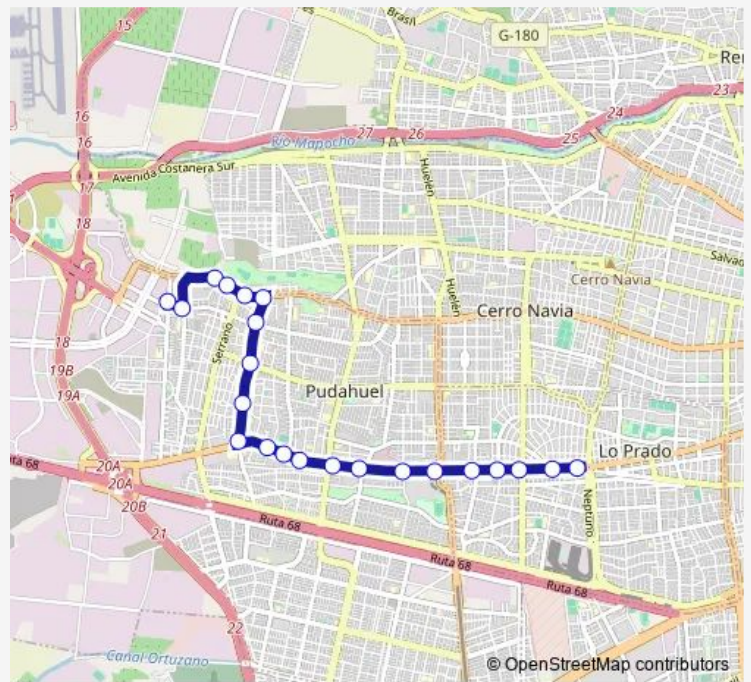 15
Brasil
G-180
23
24
16
27
26
25
16
Río Mapocho
Avenida Costanera Sur
17
Huelén
18
Salvad
Cerro Navia
Huelén
Cerro Navia
Serrano
18
19B
19A
Pudahuel
Lo Prado
ta 68
20A
20A
20B
Neptuno
Ruta 68
21
Ruta 68
Ruta 68
22
Canal Ortuzano
© OpenStreetMap contributors